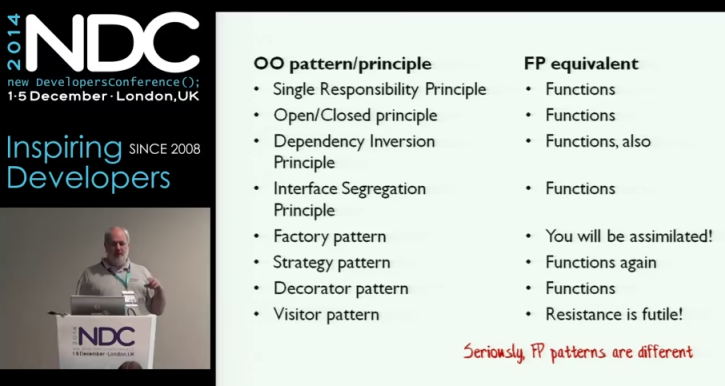 2014
NDC
new DevelopersConference();
1-5 December · London, UK
Inspiring SINCE 2008
Developers
NDC
1-5 December · London, UK
OO pattern/principle
• Single Responsibility Principle
• Open/Closed principle
• Dependency Inversion
Principle
• Interface Segregation
Principle
• Factory pattern
• Strategy pattern
• Decorator pattern
• Visitor pattern
FP equivalent
• Functions
• Functions
• Functions, also
• Functions
• You will be assimilated!
• Functions again
• Functions
• Resistance is futile!
Seriously, FP patterns are different